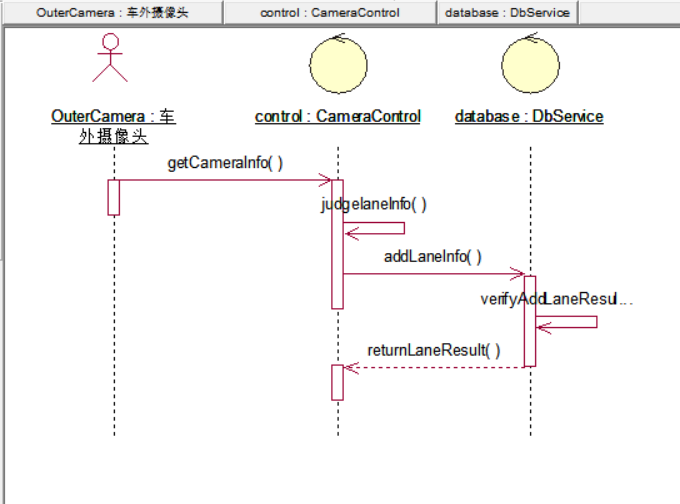 OuterCamera : 车外摄像头
control : CameraControl
database : DbService
OuterCamera : 车
外摄像头
control : CameraControl
database : DbService
getCameraInfo( )
judgelaneInfo( )
addLaneInfo( )
verifyAddLaneResul...
returnLaneResult( )